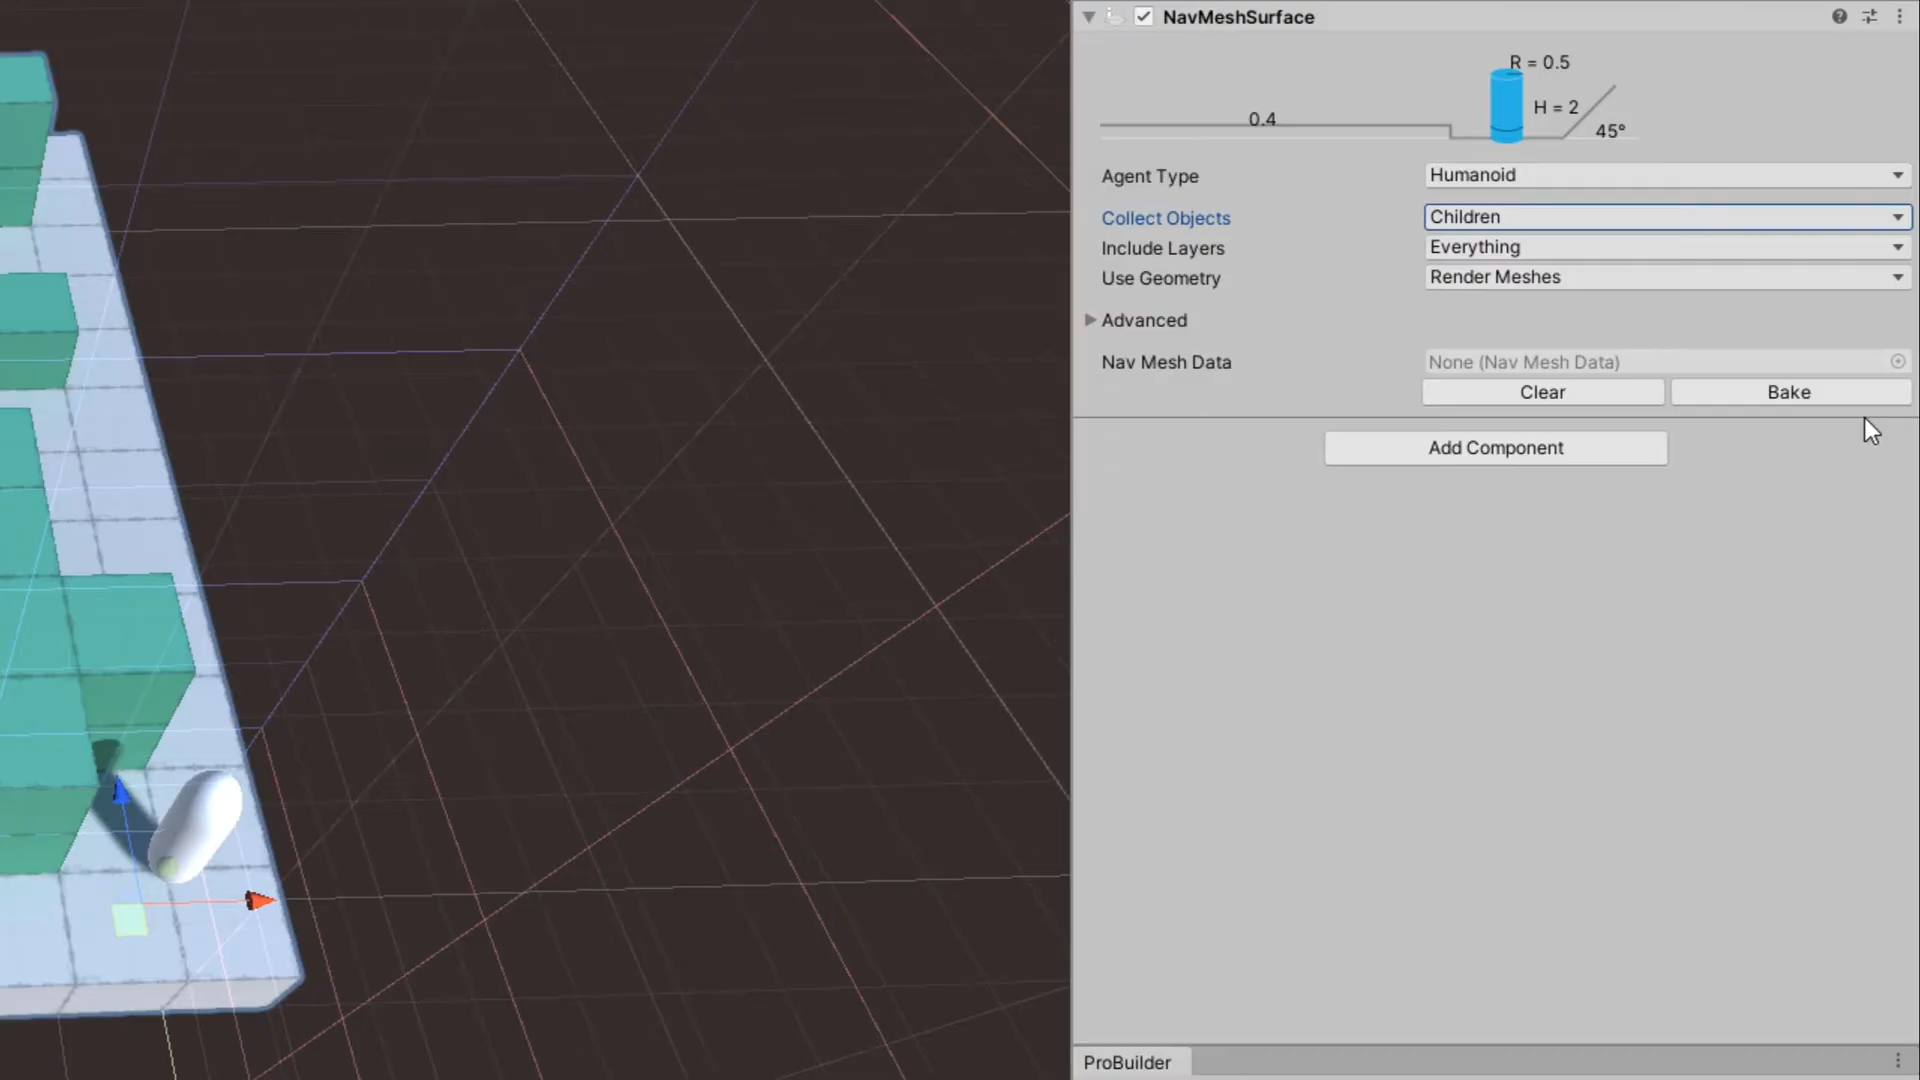 NavMeshSurface
R = 0.5
0.4
H = 2
45°
Agent Type Humanoid
Collect Objects Children
Include Layers Everything
Use Geometry Render Meshes
Advanced
Nav Mesh Data None (Nav Mesh Data)
Clear Bake
Add Component
ProBuilder